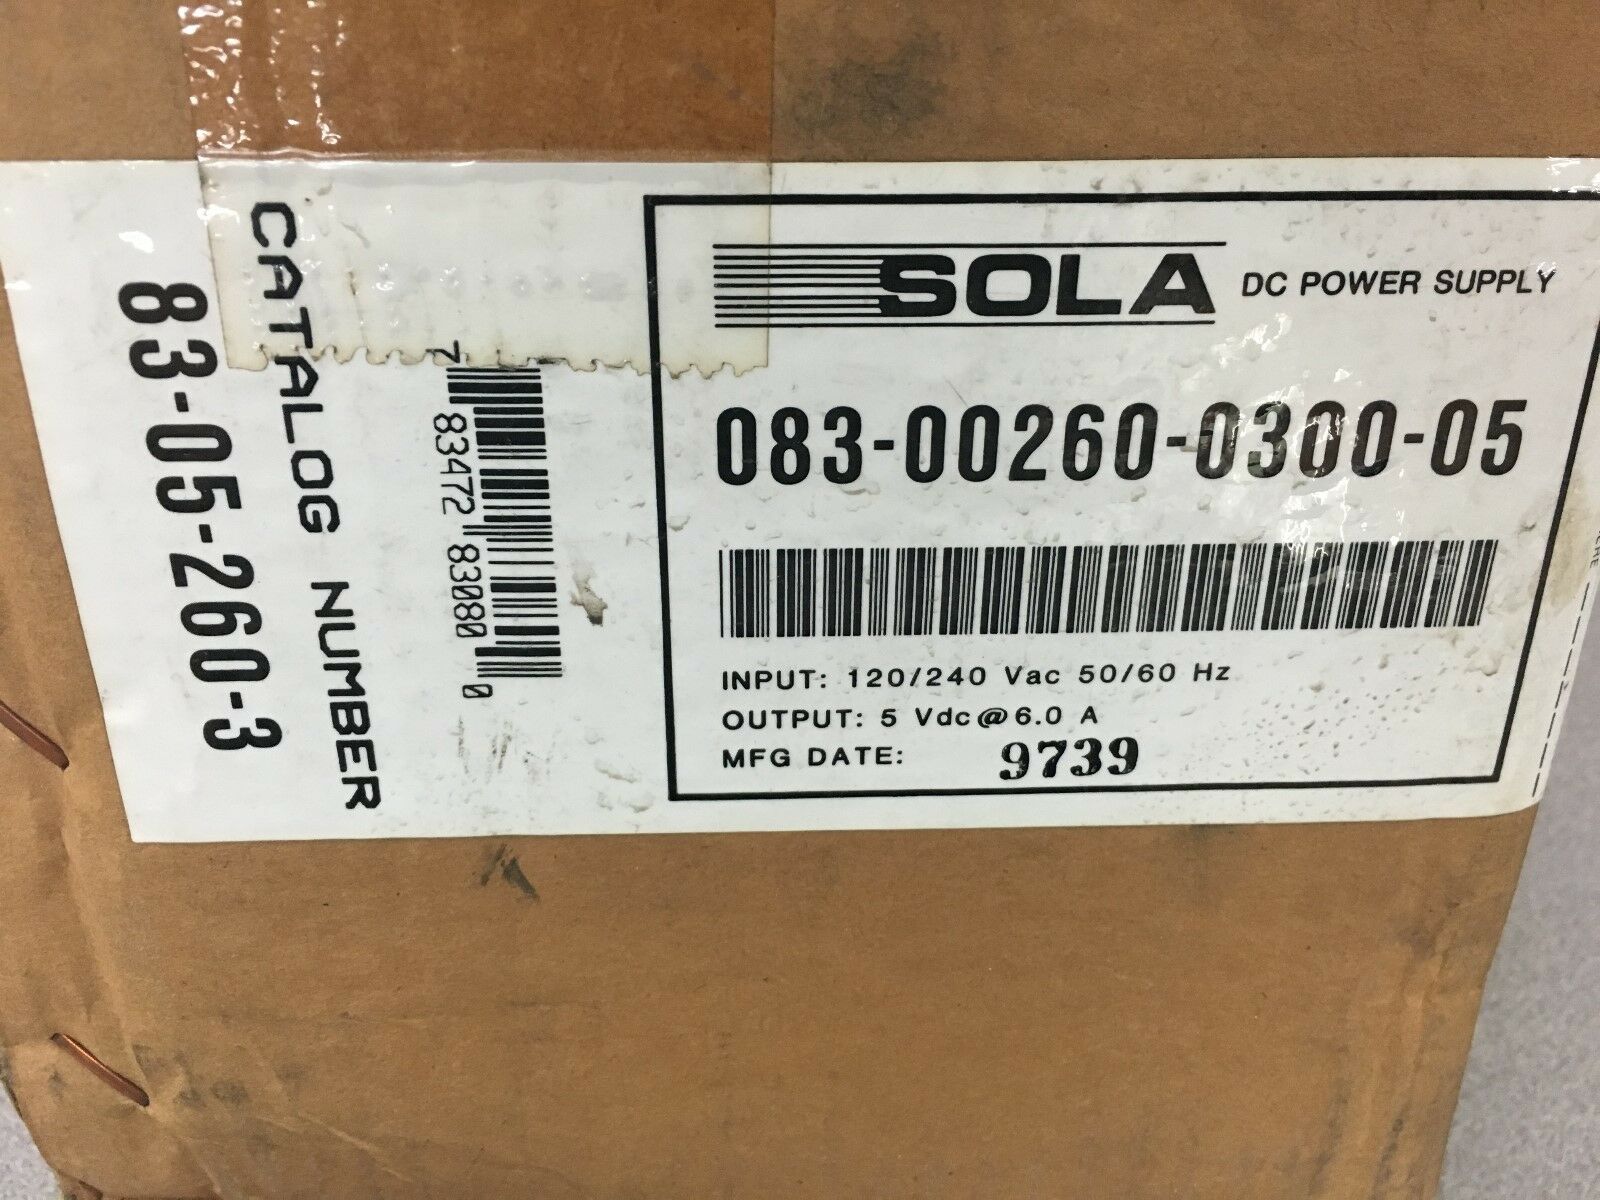 CATALOG NUMBER
83-05-260-3
7 83472 83080 0
SOLA DC POWER SUPPLY
083-00260-0300-05
INPUT: 120/240 Vac 50/60 Hz
OUTPUT: 5 Vdc@6.0 A
MFG DATE: 9739